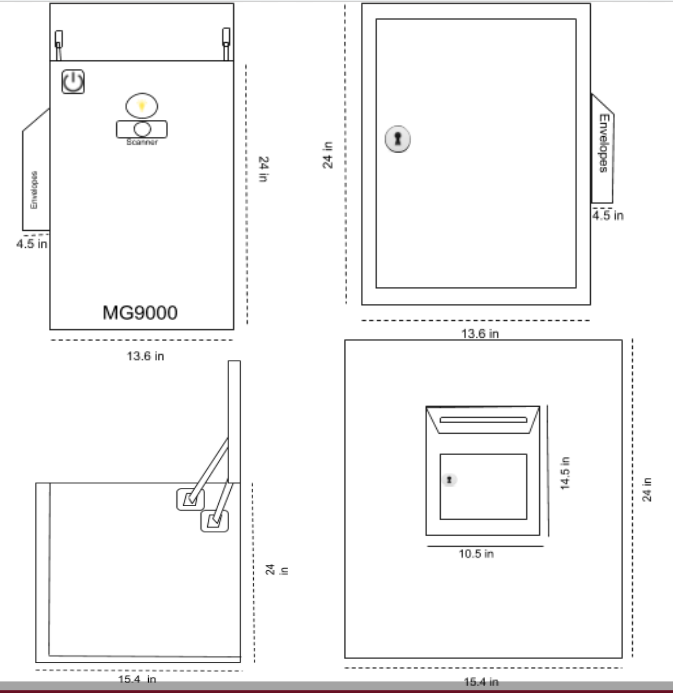 Scanner
Envelopes
24 in
4.5 in
MG9000
13.6 in
24 in
Envelopes
4.5 in
13.6 in
24 in
15.4 in
14.5 in
10.5 in
24 in
15.4 in